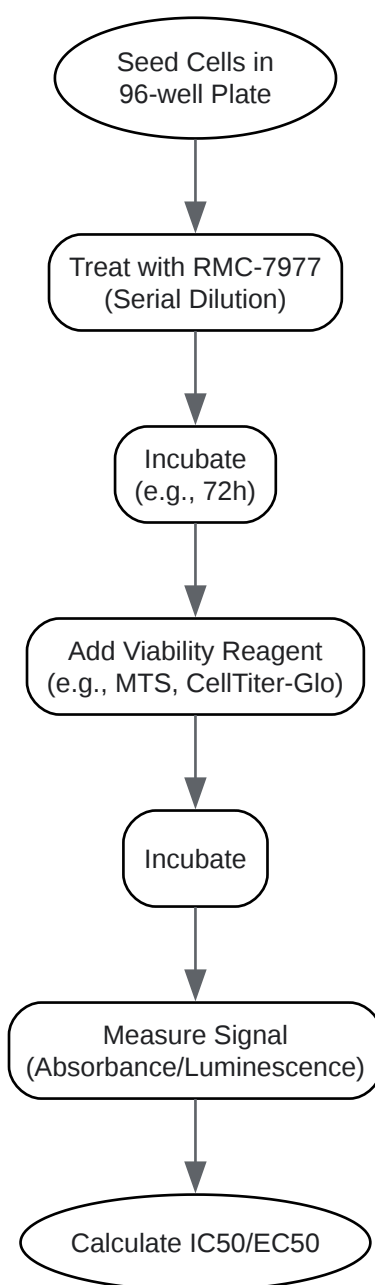 Seed Cells in
96-well Plate
Treat with RMC-7977
(Serial Dilution)
Incubate
(e.g., 72h)
Add Viability Reagent
(e.g., MTS, CellTiter-Glo)
Incubate
Measure Signal
(Absorbance/Luminescence)
Calculate IC50/EC50